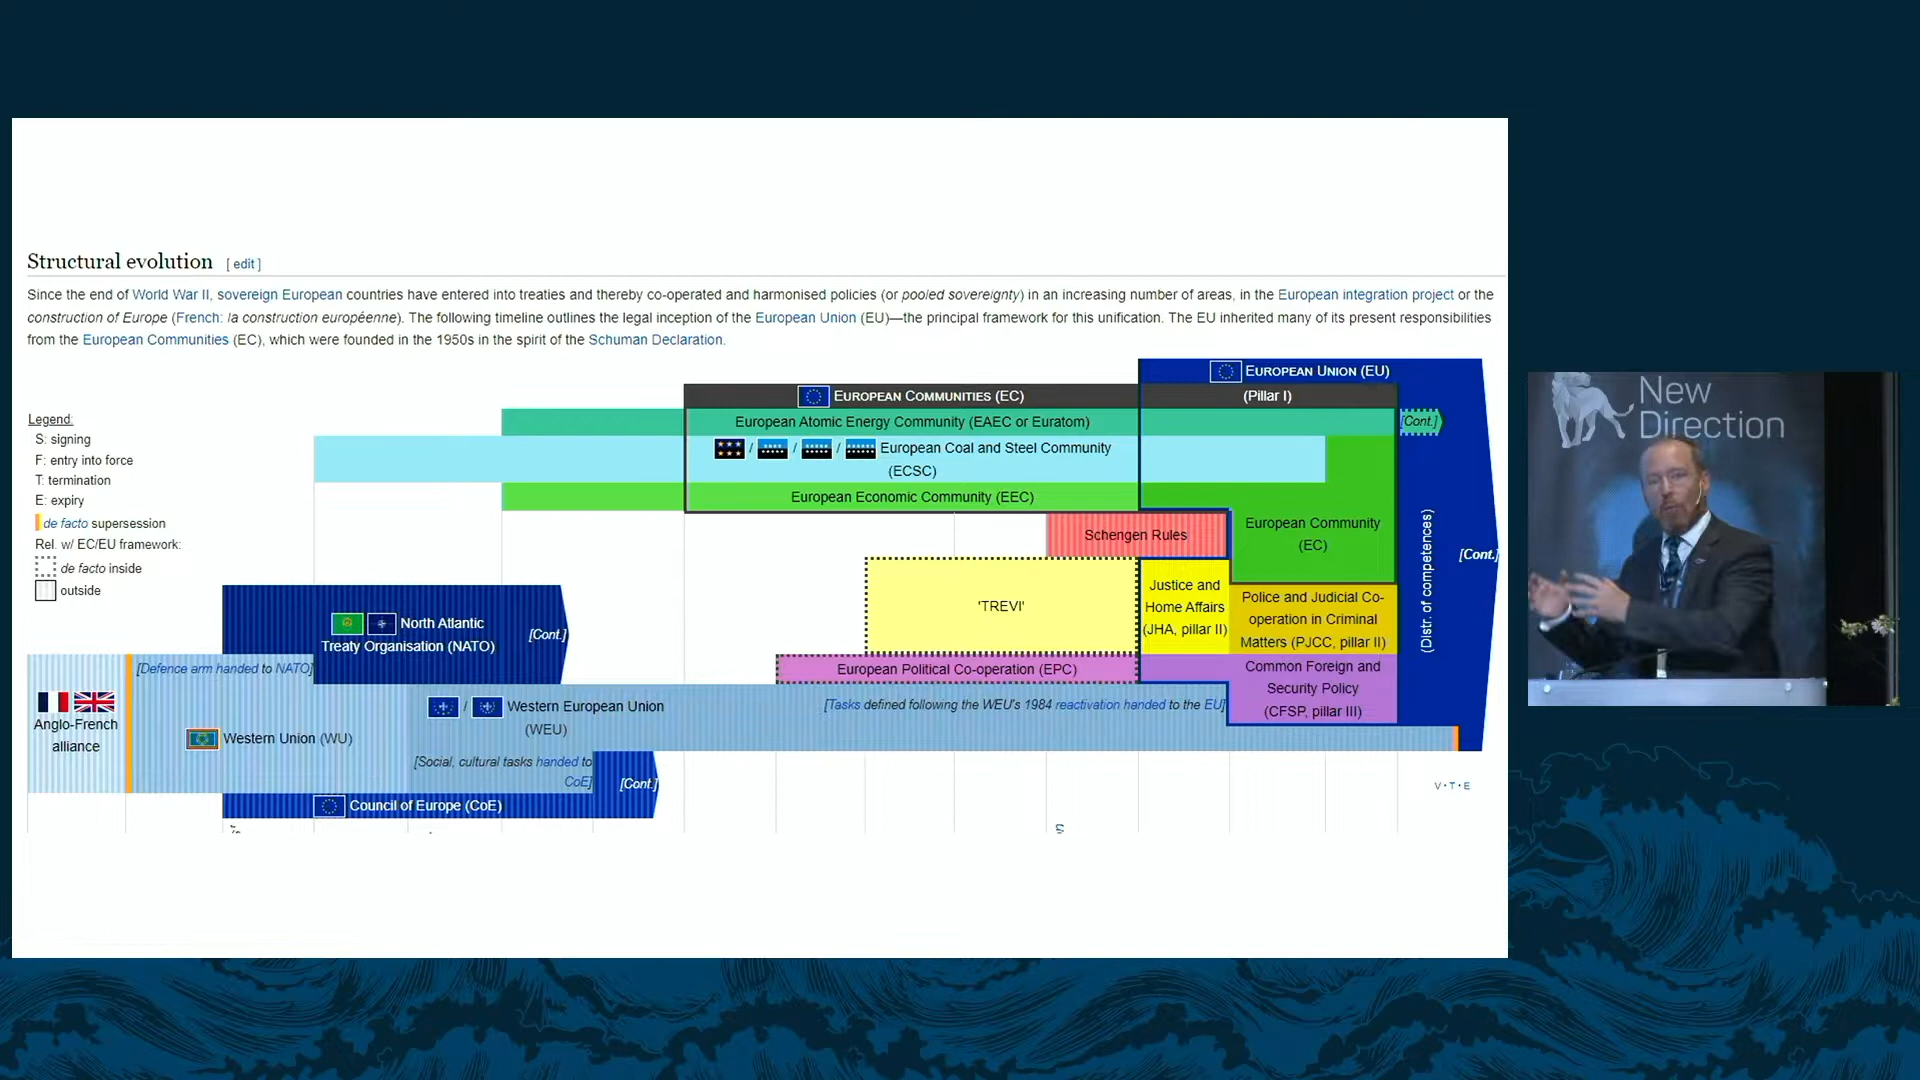 Structural evolution [ edit ]
Since the end of World War II, sovereign European countries have entered into treaties and thereby co-operated and harmonised policies (or pooled sovereignty) in an increasing number of areas, in the European integration project or the
construction of Europe (French: la construction européenne). The following timeline outlines the legal inception of the European Union (EU)—the principal framework for this unification. The EU inherited many of its present responsibilities
from the European Communities (EC), which were founded in the 1950s in the spirit of the Schuman Declaration.
Legend:
S: signing
F: entry into force
T: termination
E: expiry
de facto supersession
Rel. w/ EC/EU framework:
de facto inside
outside
EUROPEAN UNION (EU)
EUROPEAN COMMUNITIES (EC)
(Pillar I)
European Atomic Energy Community (EAEC or Euratom)
[Cont.]
/ / / European Coal and Steel Community
(ECSC)
European Economic Community (EEC)
Schengen Rules
European Community
(EC)
(Distr. of competences)
[Cont.]
'TREVI'
Justice and
Home Affairs
(JHA, pillar II)
Police and Judicial Co-
operation in Criminal
Matters (PJCC, pillar II)
North Atlantic
Treaty Organisation (NATO)
[Cont.]
European Political Co-operation (EPC)
Common Foreign and
Security Policy
(CFSP, pillar III)
Anglo-French
alliance
[Defence arm handed to NATO]
Western Union (WU)
/ Western European Union
(WEU)
[Tasks defined following the WEU's 1984 reactivation handed to the EU]
[Social, cultural tasks handed to
CoE]
[Cont.]
Council of Europe (CoE)
V·T·E
New
Direction